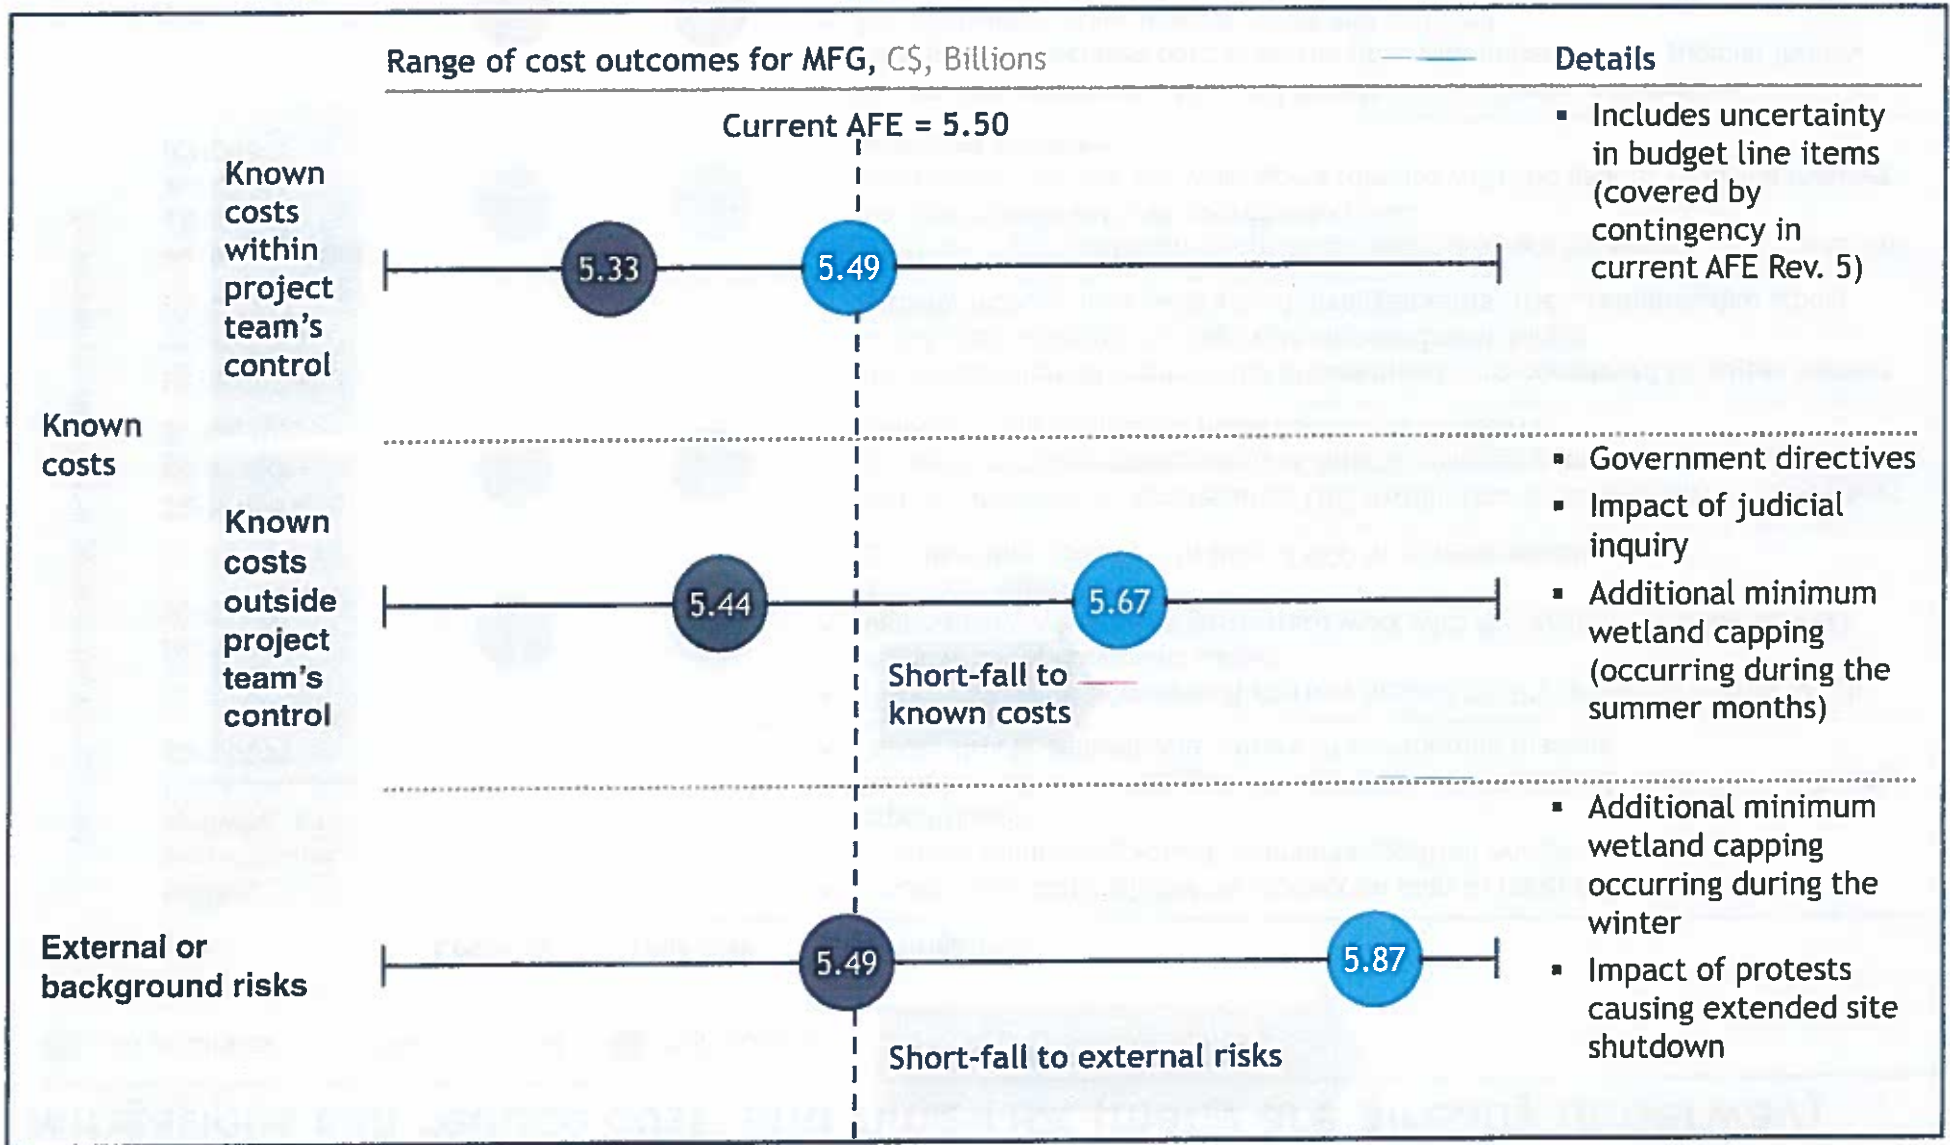 Range of cost outcomes for MFG, C$, Billions
Details
Current AFE = 5.50
Known
costs
Known
costs
within
project
team's
control
5.33
5.49
▪ Includes uncertainty
in budget line items
(covered by
contingency in
current AFE Rev. 5)
Known
costs
outside
project
team's
control
5.44
5.67
Short-fall to
known costs
▪ Government directives
▪ Impact of judicial
inquiry
▪ Additional minimum
wetland capping
(occurring during the
summer months)
External or
background risks
5.49
5.87
Short-fall to external risks
▪ Additional minimum
wetland capping
occurring during the
winter
▪ Impact of protests
causing extended site
shutdown